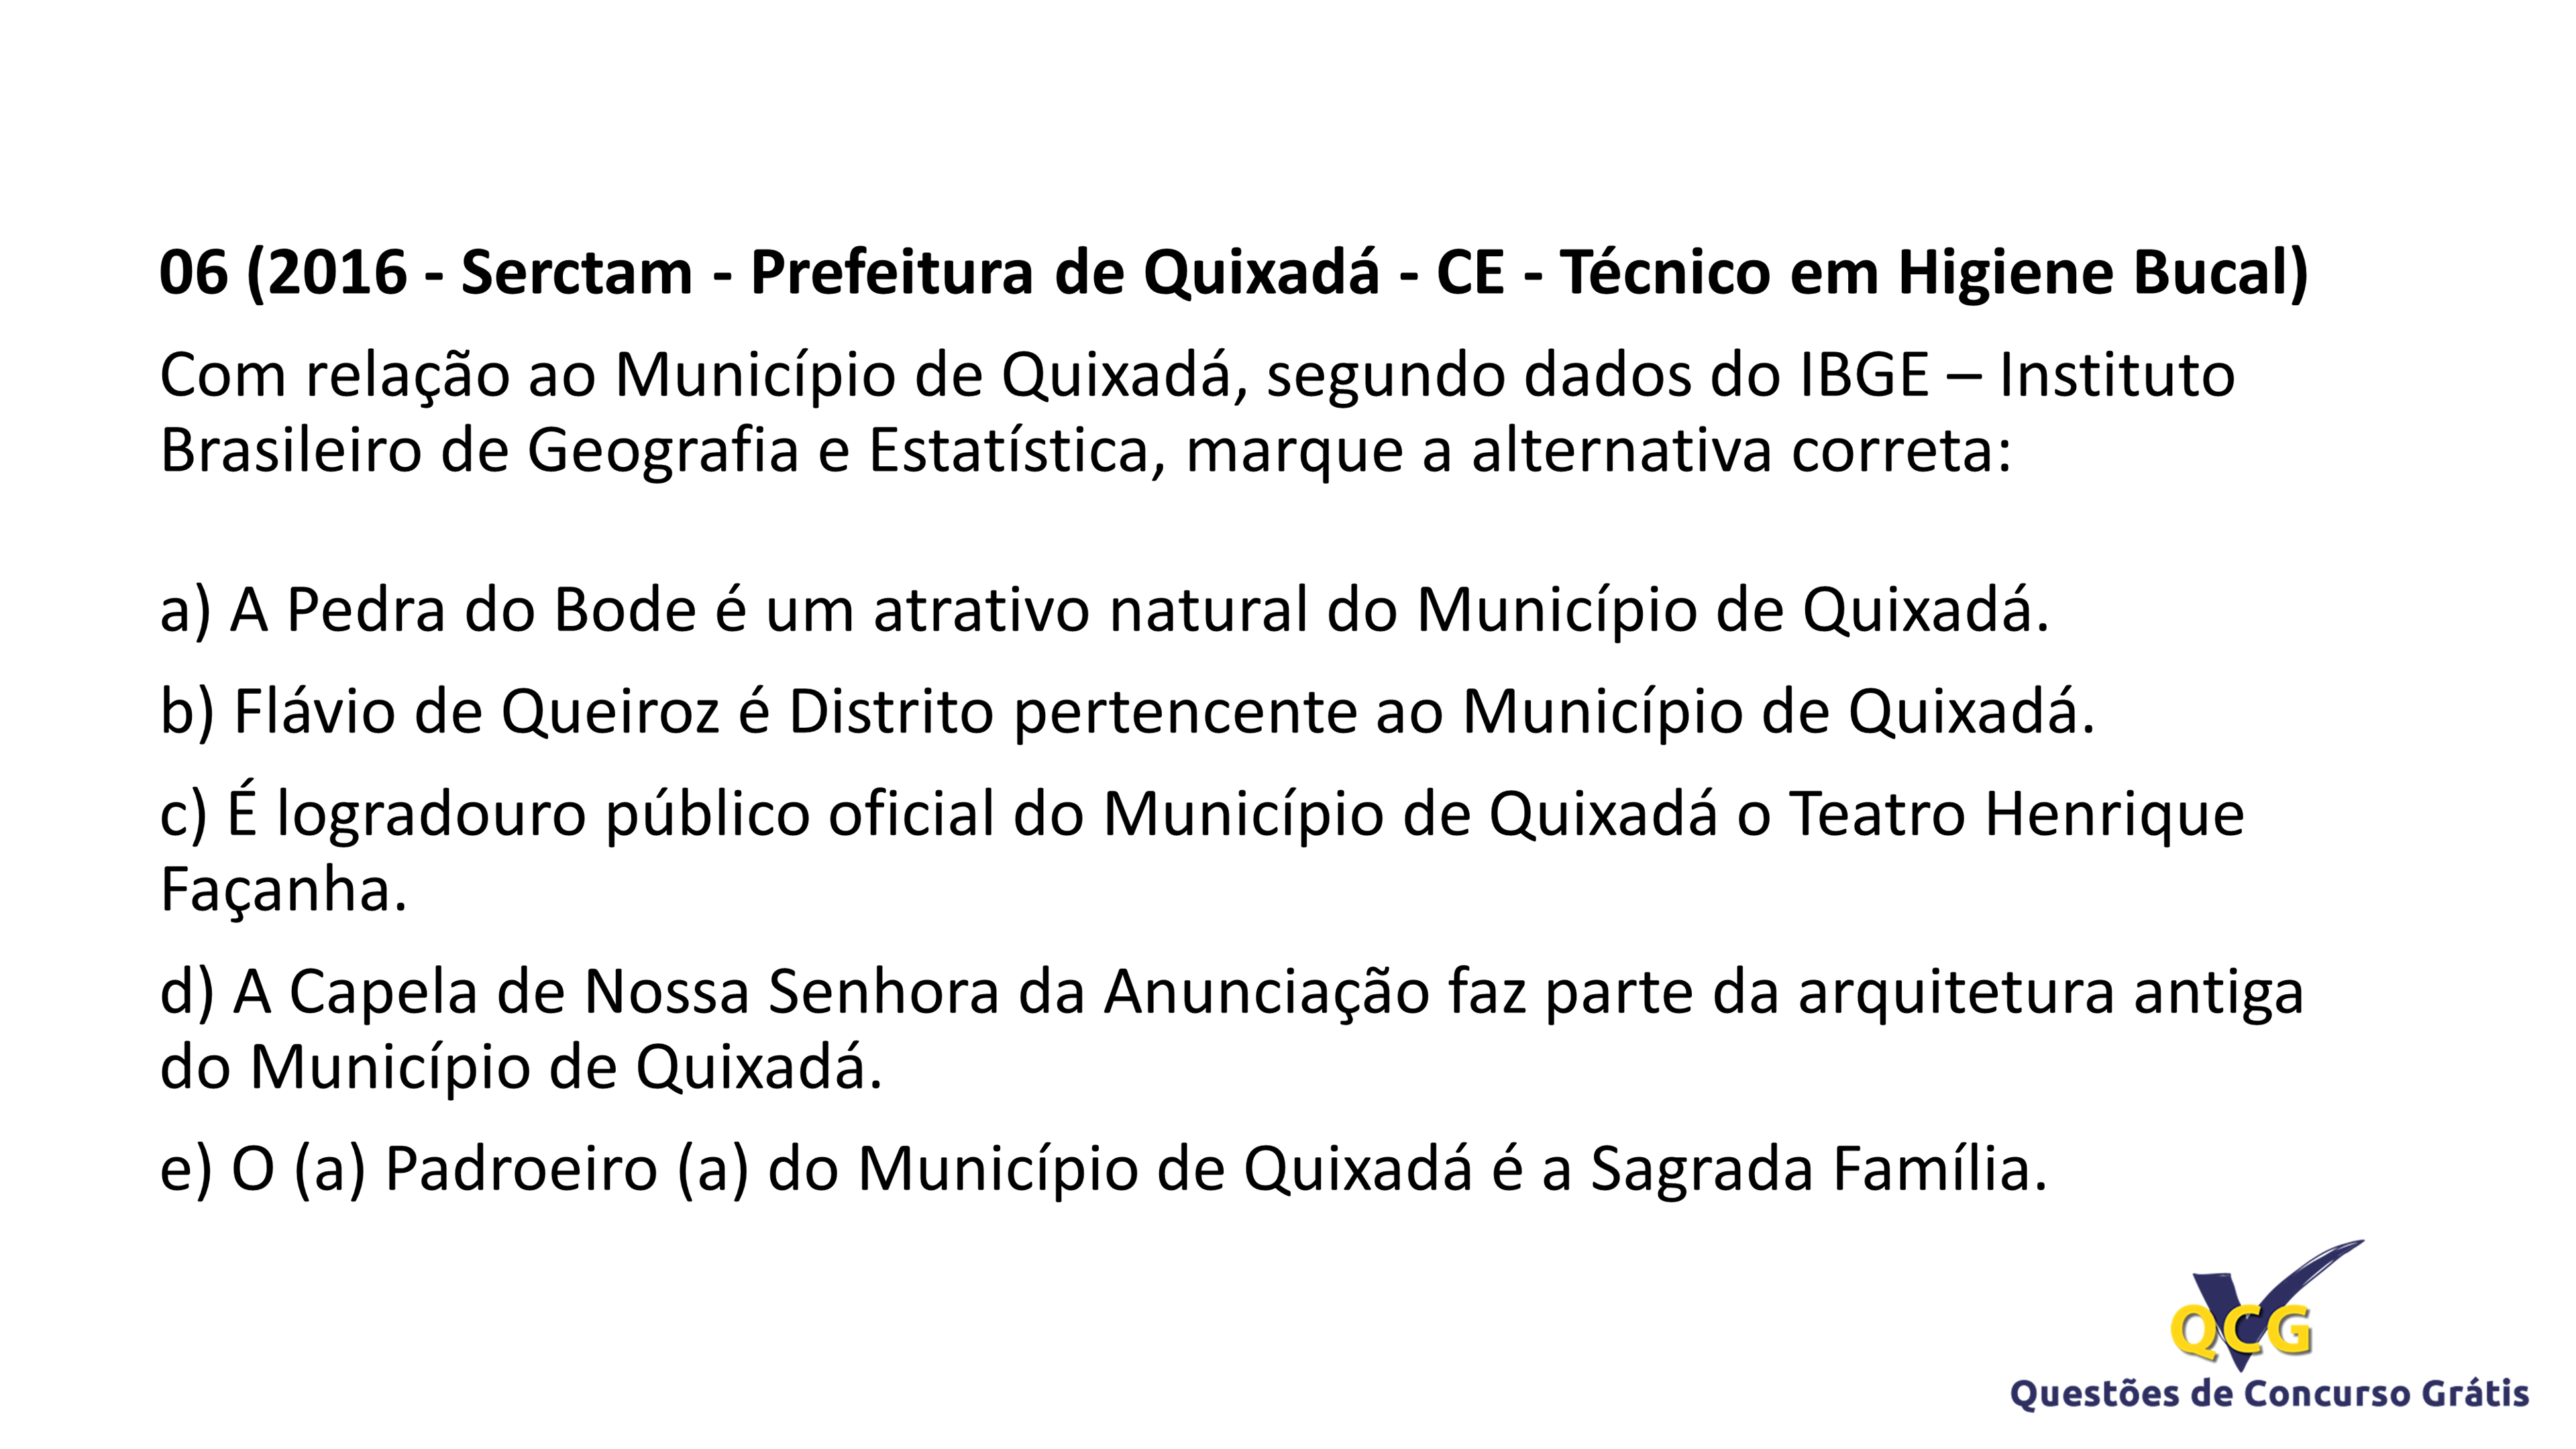 06 (2016 - Serctam - Prefeitura de Quixadá - CE - Técnico em Higiene Bucal)
Com relação ao Município de Quixadá, segundo dados do IBGE – Instituto
Brasileiro de Geografia e Estatística, marque a alternativa correta:
a) A Pedra do Bode é um atrativo natural do Município de Quixadá.
b) Flávio de Queiroz é Distrito pertencente ao Município de Quixadá.
c) É logradouro público oficial do Município de Quixadá o Teatro Henrique
Façanha.
d) A Capela de Nossa Senhora da Anunciação faz parte da arquitetura antiga
do Município de Quixadá.
e) O (a) Padroeiro (a) do Município de Quixadá é a Sagrada Família.
QCG
Questões de Concurso Grátis